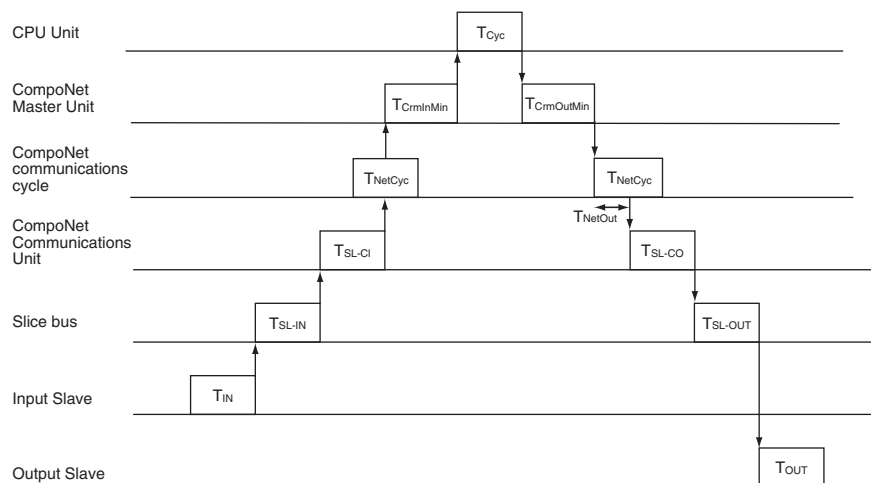 CPU Unit
TCyc
CompoNet
Master Unit
TCrmInMin
TCrmOutMin
CompoNet
communications
cycle
TNetCyc
TNetCyc
TNetOut
CompoNet
Communications
Unit
TSL-CI
TSL-CO
Slice bus
TSL-IN
TSL-OUT
Input Slave
TIN
Output Slave
TOUT